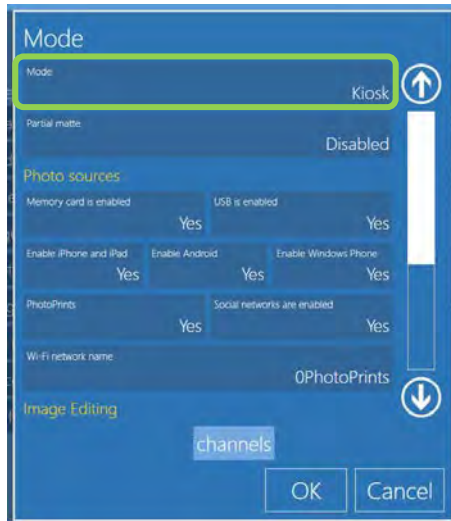 Mode
Mode
Kiosk
Partial matte
Disabled
Photo sources
Memory card is enabled
Yes
USB is enabled
Yes
Enable iPhone and iPad
Yes
Enable Android
Yes
Enable Windows Phone
Yes
PhotoPrints
Yes
Social networks are enabled
Yes
Wi-Fi network name
0PhotoPrints
Image Editing
channels
OK Cancel